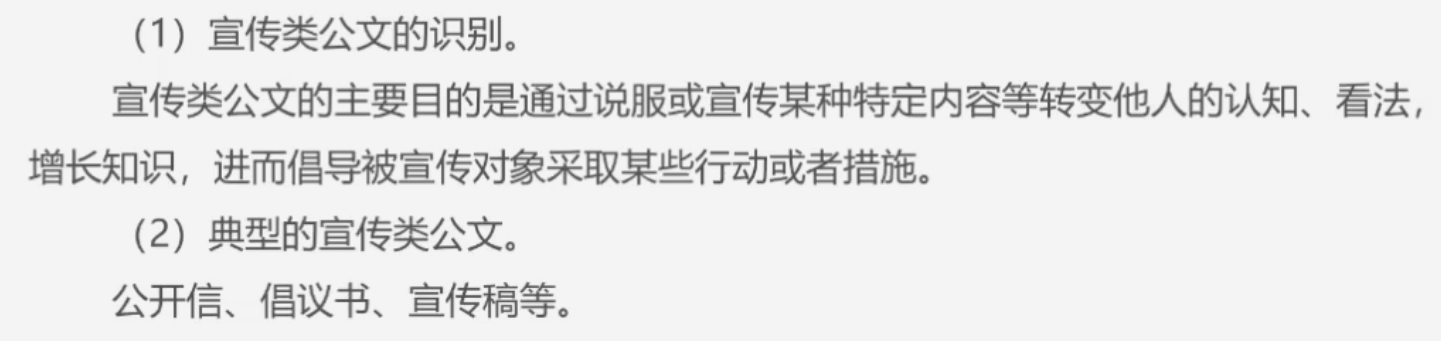 （1）宣传类公文的识别。
宣传类公文的主要目的是通过说服或宣传某种特定内容等转变他人的认知、看法，
增长知识，进而倡导被宣传对象采取某些行动或者措施。
（2）典型的宣传类公文。
公开信、倡议书、宣传稿等。